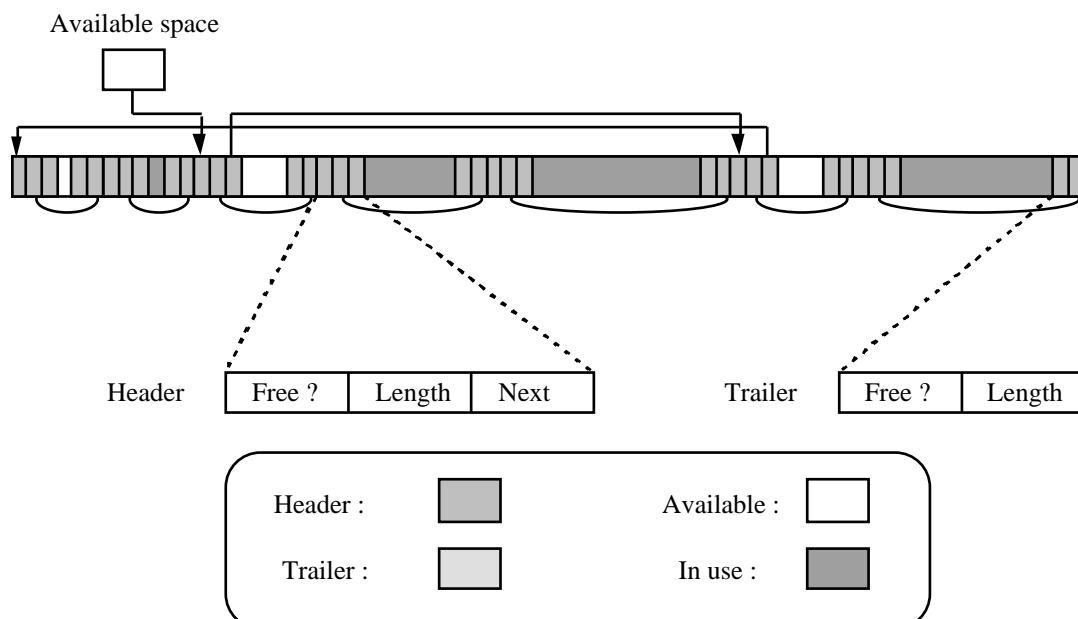 Available space
Header Free ? Length Next
Trailer Free ? Length
Header : Available :
Trailer : In use :